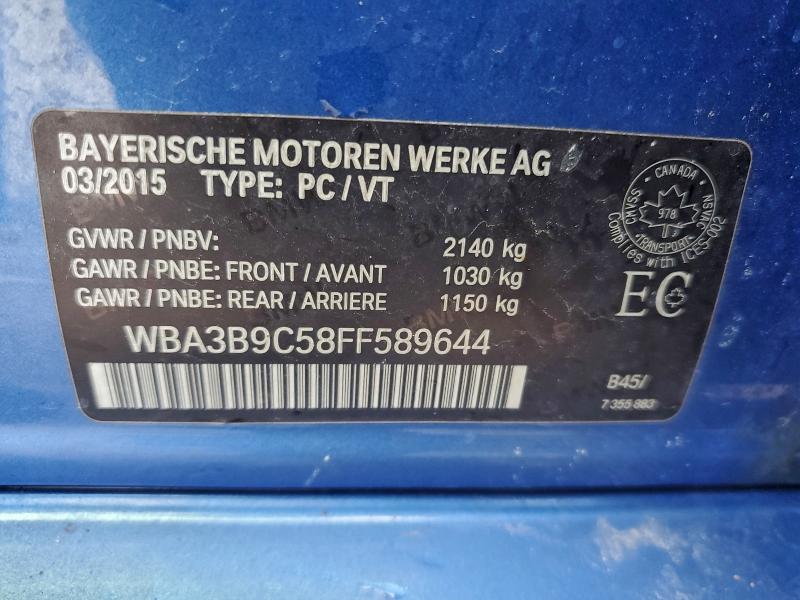 BAYERISCHE MOTOREN WERKE AG
03/2015 TYPE: PC / VT
GVWR / PNBV: 2140 kg
GAWR / PNBE: FRONT / AVANT 1030 kg
GAWR / PNBE: REAR / ARRIERE 1150 kg
WBA3B9C58FF589644
CANADA
CMVSS NSVAC
978
TRANSPORT
Complies with ICES-002
EC
B45/
7 355 883